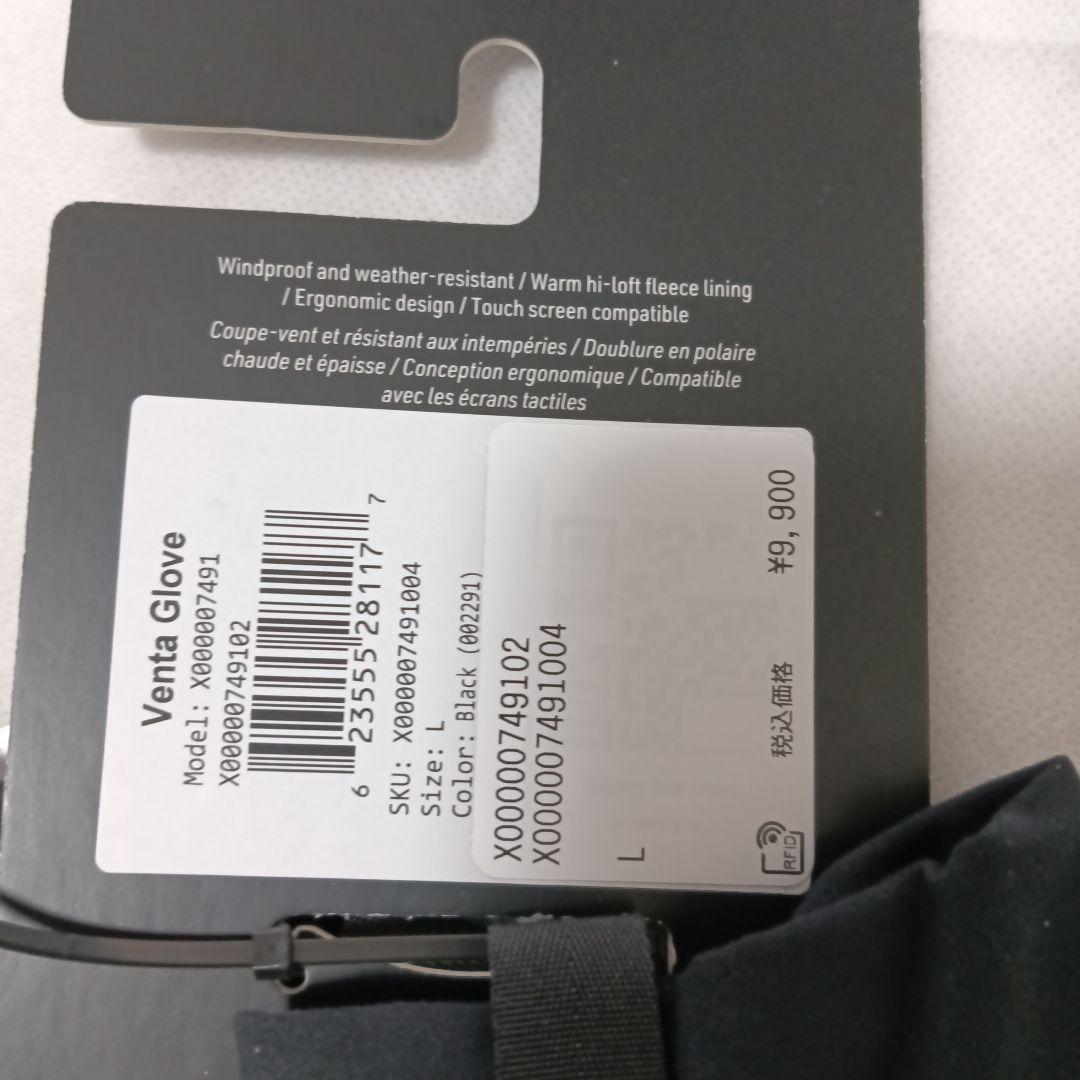 Windproof and weather-resistant / Warm hi-loft fleece lining
/ Ergonomic design / Touch screen compatible
Coupe-vent et résistant aux intempéries / Doublure en polaire
chaude et épaisse / Conception ergonomique / Compatible
avec les écrans tactiles
Venta Glove
Model: X000007491
X00000749102
6 23555 28117 7
SKU: X000007491004
Size: L
Color: Black (002291)
X00000749102
X000007491004
L
税込価格 ¥9,900
RFID